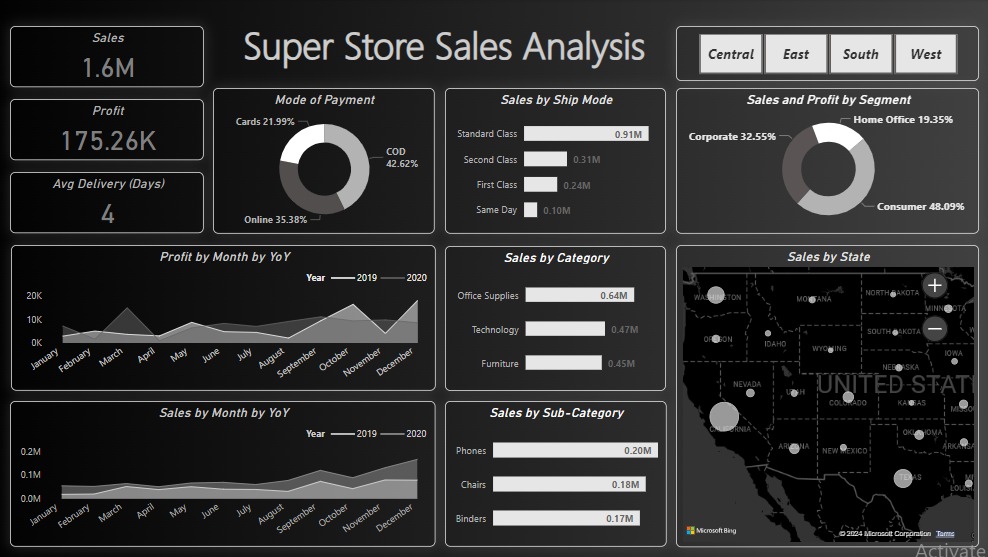 Sales
1.6M
Super Store Sales Analysis
Central
East
South
West
Profit
175.26K
Avg Delivery (Days)
4
Mode of Payment
Cards 21.99%
COD
42.62%
Online 35.38%
Sales by Ship Mode
Standard Class
0.91M
Second Class
0.31M
First Class
0.24M
Same Day
0.10M
Sales and Profit by Segment
Home Office 19.35%
Corporate 32.55%
Consumer 48.09%
Profit by Month by YoY
Year
2019
2020
20K
10K
0K
January
February
March
April
May
June
July
August
September
October
November
December
Sales by Category
Office Supplies
0.64M
Technology
0.47M
Furniture
0.45M
Sales by State
+
−
WASHINGTON
MONTANA
NORTH DAKOTA
MINNESOTA
OREGON
IDAHO
SOUTH DAKOTA
WYOMING
IOWA
NEBRASKA
NEVADA
UTAH
UNITED STAT
COLORADO
KANSAS
MISSO
CALIFORNIA
OKLAHOMA
ARKANSA
ARIZONA
NEW MEXICO
TEXAS
LOUIS
Microsoft Bing
© 2024 Microsoft Corporation
Terms
Sales by Month by YoY
Year
2019
2020
0.2M
0.1M
0.0M
January
February
March
April
May
June
July
August
September
October
November
December
Sales by Sub-Category
Phones
0.20M
Chairs
0.18M
Binders
0.17M
Activate